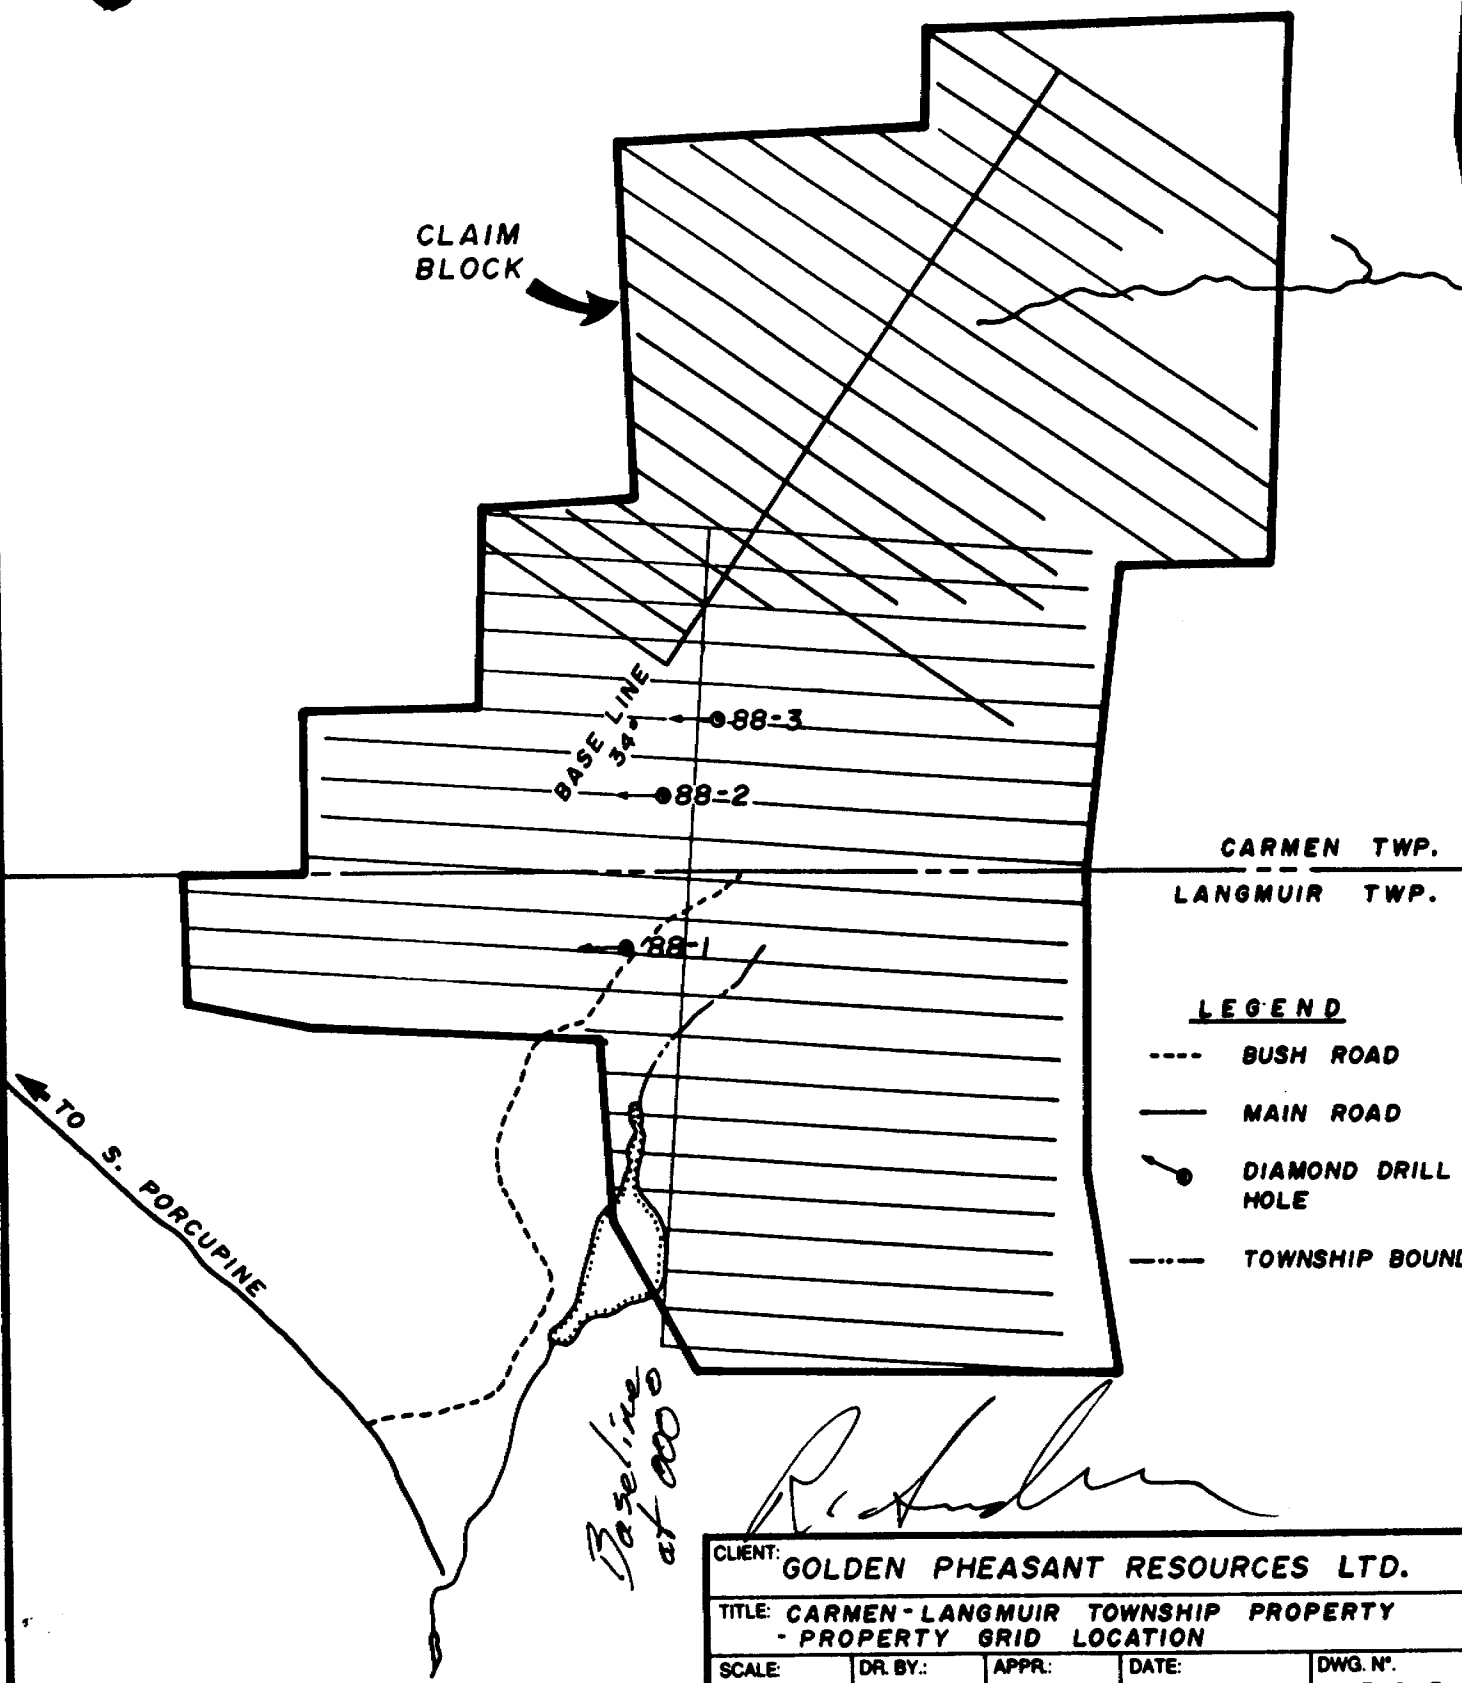 CLAIM
BLOCK
BASE LINE
34°
88-3
88-2
88-1
CARMEN TWP.
LANGMUIR TWP.
LEGEND
BUSH ROAD
MAIN ROAD
DIAMOND DRILL
HOLE
TOWNSHIP BOUND
TO S. PORCUPINE
Baseline
at 000°
CLIENT: GOLDEN PHEASANT RESOURCES LTD.
TITLE: CARMEN-LANGMUIR TOWNSHIP PROPERTY
- PROPERTY GRID LOCATION
SCALE: DR. BY.: APPR.: DATE: DWG. Nº.